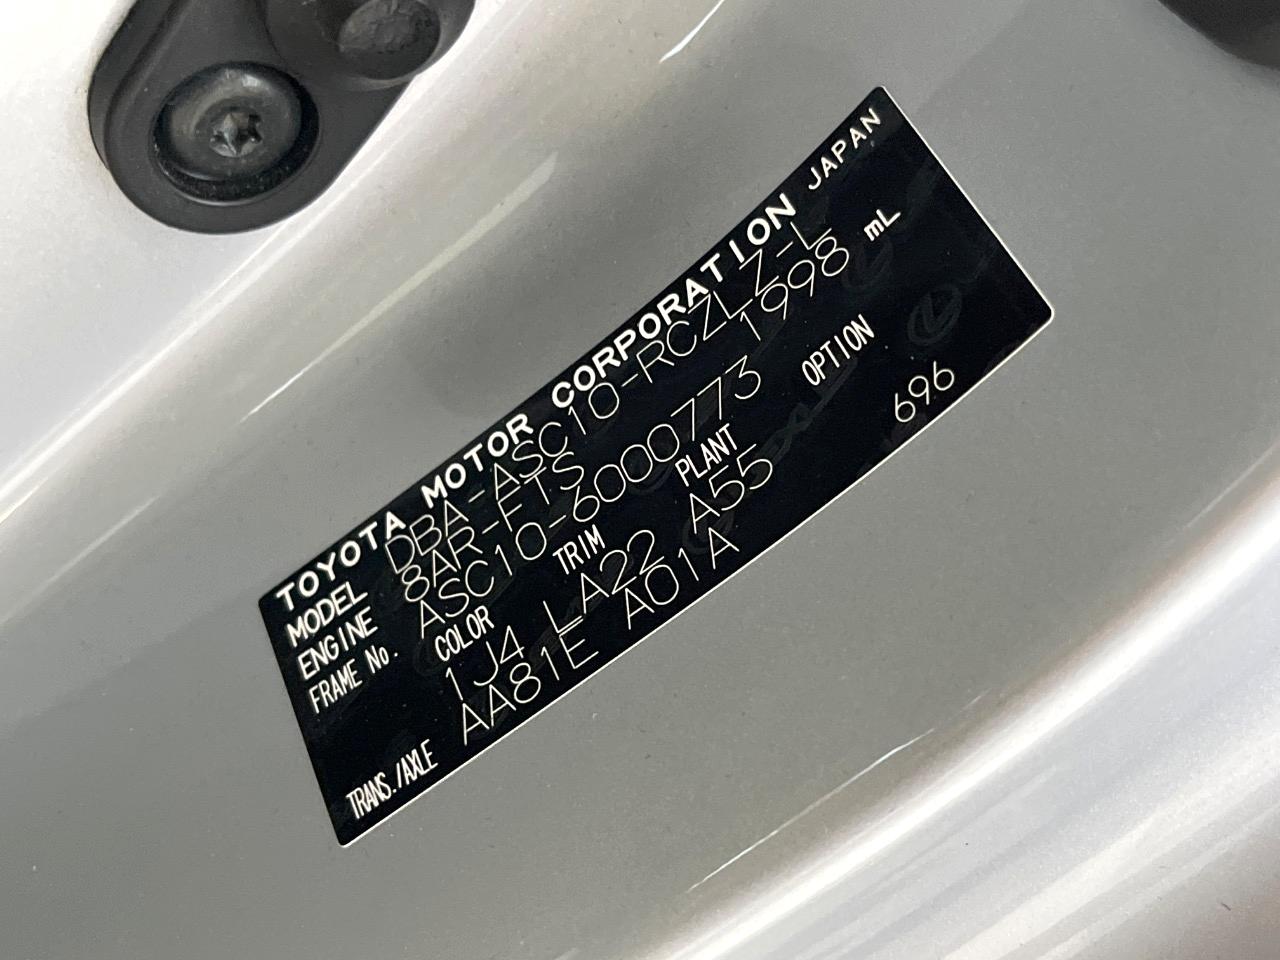 TOYOTA MOTOR CORPORATION JAPAN
MODEL DBA-ASC10-RCZLZ-L
ENGINE 8AR-FTS 1998 mL
FRAME No. ASC10-6000773
COLOR TRIM PLANT OPTION
1J4 LA22 A55 696
TRANS./AXLE AA81E A01A